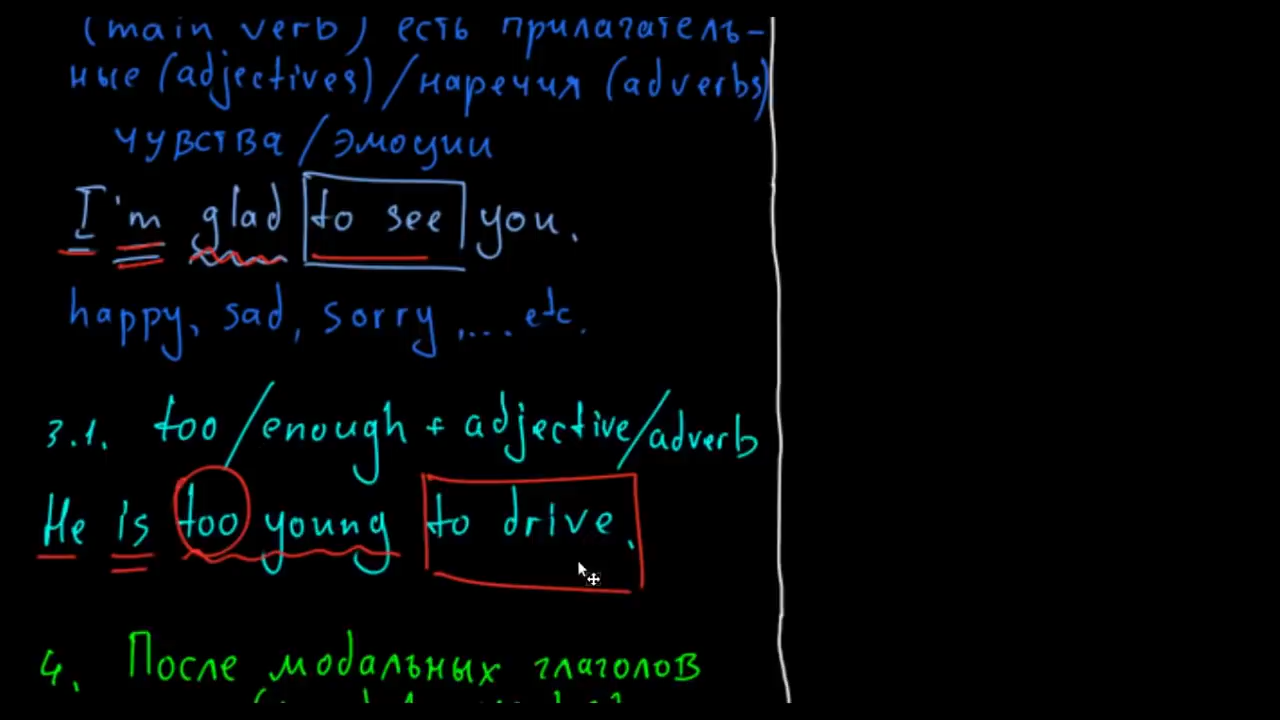 (main verb) есть прилагатель-
ные (adjectives)/наречия (adverbs)
чувства/эмоции
I'm glad to see you.
happy, sad, sorry,.... etc.
3.1. too/enough + adjective/adverb
He is too young to drive.
4. После модальных глаголов